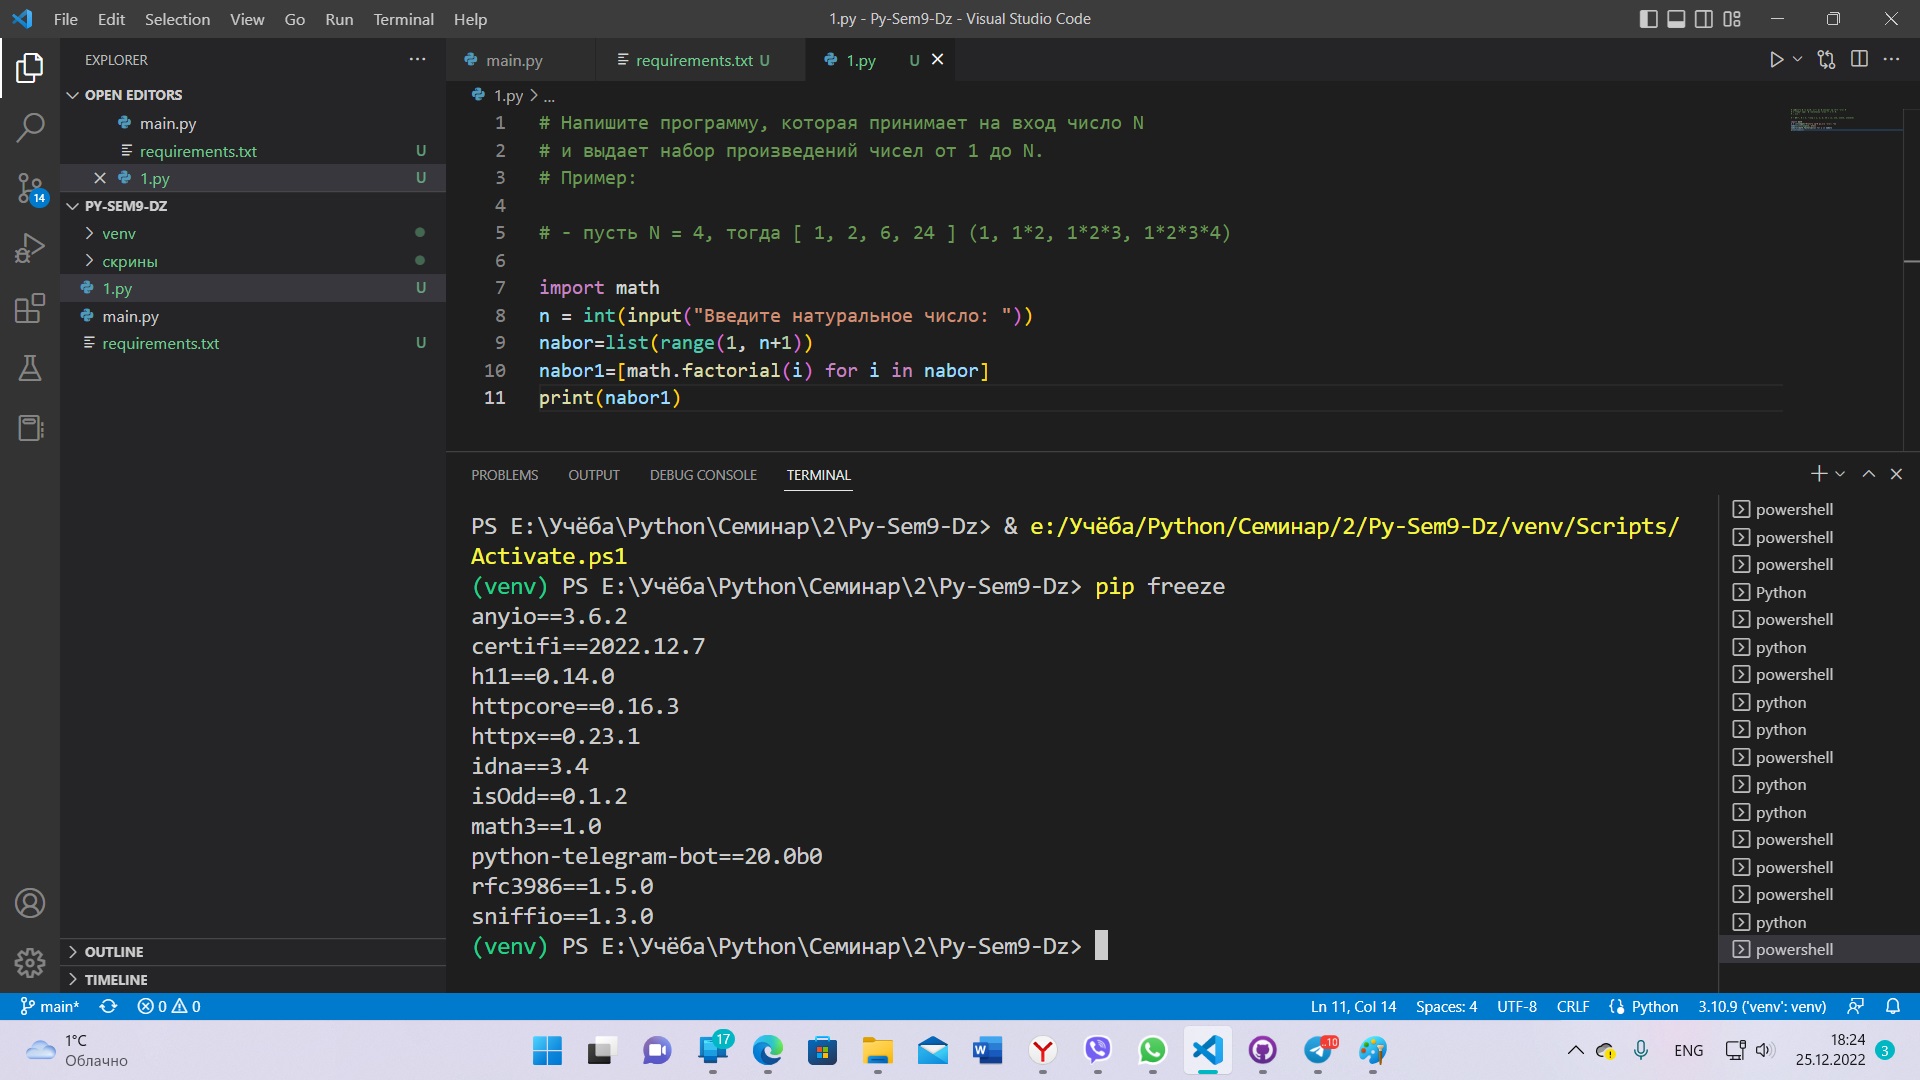 File Edit Selection View Go Run Terminal Help
1.py - Py-Sem9-Dz - Visual Studio Code
EXPLORER
OPEN EDITORS
main.py
requirements.txt U
1.py U
PY-SEM9-DZ
venv
скрины
1.py U
main.py
requirements.txt U
OUTLINE
TIMELINE
14
main.py
requirements.txt U
1.py U
1.py > ...
1 # Напишите программу, которая принимает на вход число N
2 # и выдает набор произведений чисел от 1 до N.
3 # Пример:
4
5 # - пусть N = 4, тогда [ 1, 2, 6, 24 ] (1, 1*2, 1*2*3, 1*2*3*4)
6
7 import math
8 n = int(input("Введите натуральное число: "))
9 nabor=list(range(1, n+1))
10 nabor1=[math.factorial(i) for i in nabor]
11 print(nabor1)
PROBLEMS OUTPUT DEBUG CONSOLE TERMINAL
PS E:\Учёба\Python\Семинар\2\Py-Sem9-Dz> & e:/Учёба/Python/Семинар/2/Py-Sem9-Dz/venv/Scripts/
Activate.ps1
(venv) PS E:\Учёба\Python\Семинар\2\Py-Sem9-Dz> pip freeze
anyio==3.6.2
certifi==2022.12.7
h11==0.14.0
httpcore==0.16.3
httpx==0.23.1
idna==3.4
isOdd==0.1.2
math3==1.0
python-telegram-bot==20.0b0
rfc3986==1.5.0
sniffio==1.3.0
(venv) PS E:\Учёба\Python\Семинар\2\Py-Sem9-Dz>
powershell
powershell
powershell
Python
powershell
python
powershell
python
python
powershell
python
python
powershell
powershell
powershell
python
powershell
main* 0 0
Ln 11, Col 14 Spaces: 4 UTF-8 CRLF Python 3.10.9 ('venv': venv)
1°C
Облачно
17
W
10
ENG
18:24
25.12.2022
3